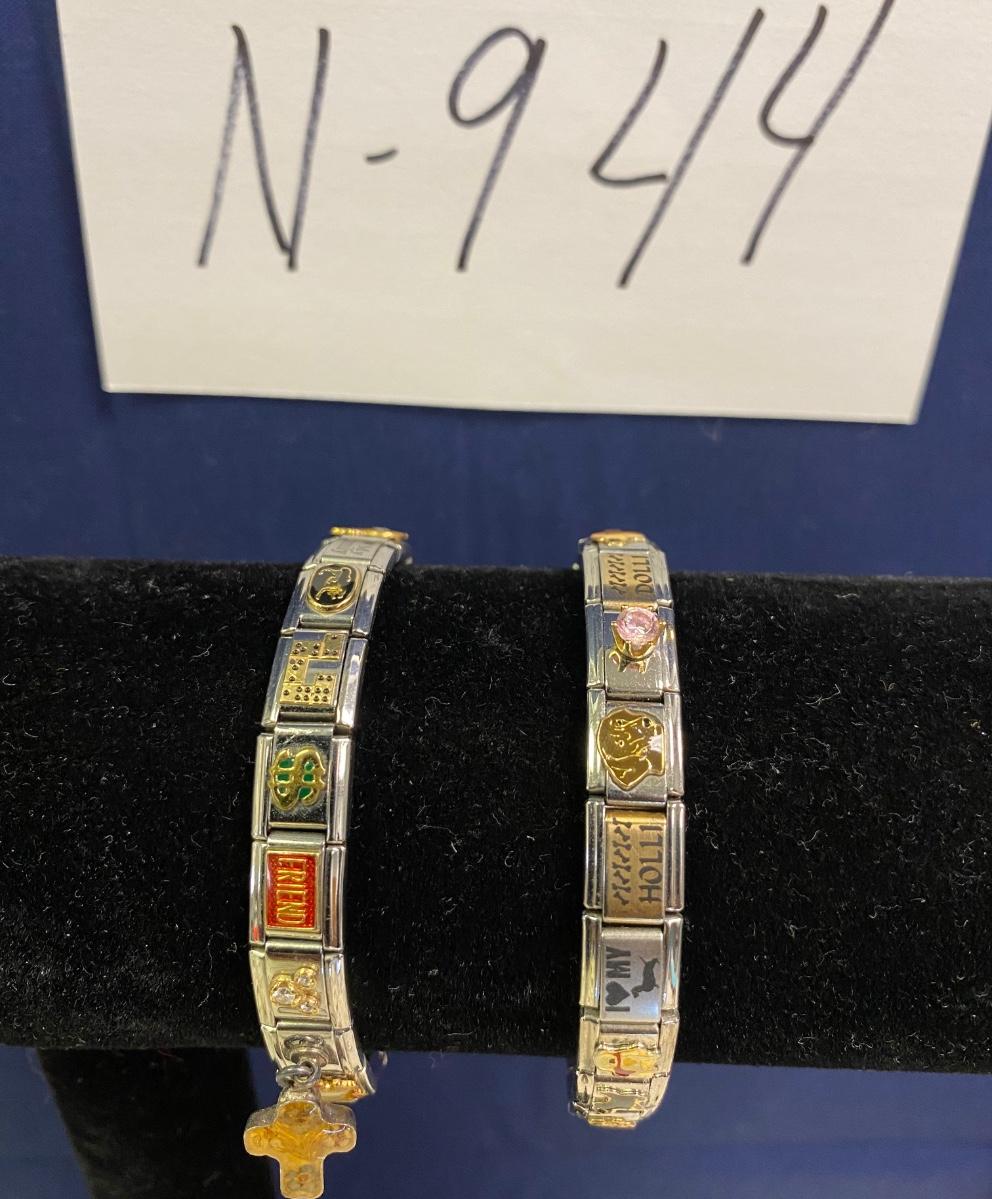 N-944
FRIEND
$
DOLLI
HOLLI
I ♥ MY